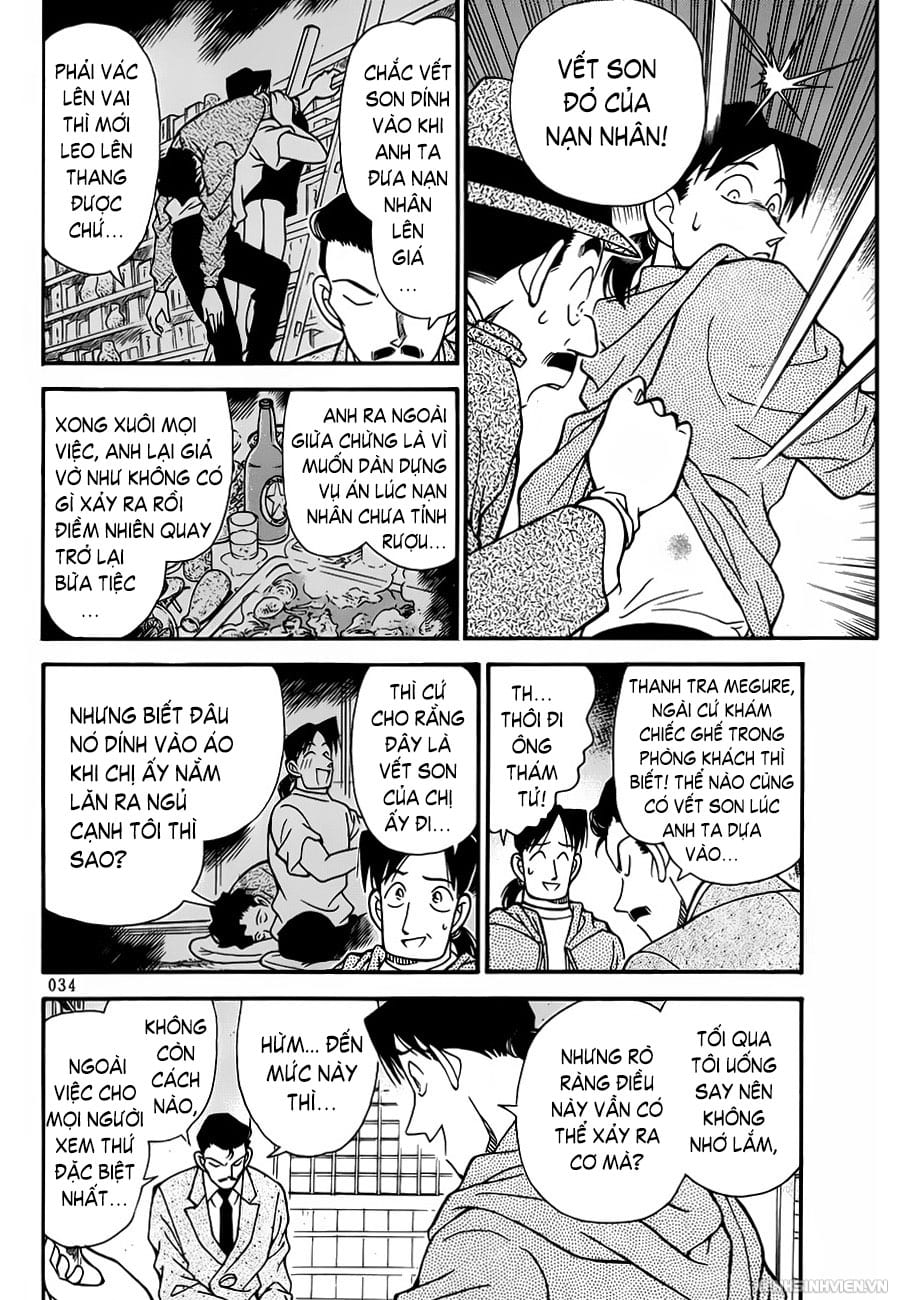 VẾT SON
ĐỎ CỦA
NẠN NHÂN!
CHẮC VẾT
SON DÍNH
VÀO KHI
ANH TA
ĐƯA NẠN
NHÂN
LÊN
GIÁ
...
PHẢI VÁC
LÊN VAI
THÌ MỚI
LEO LÊN
THANG
ĐƯỢC
CHỨ...
ANH RA NGOÀI
GIỮA CHỪNG LÀ VÌ
MUỐN DÀN DỰNG
VỤ ÁN LÚC NẠN
NHÂN CHƯA TỈNH
RƯỢU...
XONG XUÔI MỌI
VIỆC, ANH LẠI GIẢ
VỜ NHƯ KHÔNG CÓ
GÌ XẢY RA RỒI
ĐIỀM NHIÊN QUAY
TRỞ LẠI
BỮA TIỆC
...
THANH TRA MEGURE,
NGÀI CỨ KHÁM
CHIẾC GHẾ TRONG
PHÒNG KHÁCH THÌ
BIẾT! THẾ NÀO CŨNG
CÓ VẾT SON LÚC
ANH TA DỰA
VÀO...
TH...
THÔI ĐI
ÔNG
THÁM
TỬ!
THÌ CỨ
CHO RẰNG
ĐÂY LÀ
VẾT SON
CỦA CHỊ
ẤY ĐI...
NHƯNG BIẾT ĐÂU
NÓ DÍNH VÀO ÁO
KHI CHỊ ẤY NẰM
LĂN RA NGỦ
CẠNH TÔI THÌ
SAO?
034
TỐI QUA
TÔI UỐNG
SAY NÊN
KHÔNG
NHỚ LẮM,
NHƯNG RÕ
RÀNG ĐIỀU
NÀY VẪN CÓ
THỂ XẢY RA
CƠ MÀ?
HỪM... ĐẾN
MỨC NÀY
THÌ...
KHÔNG
CÒN
CÁCH
NÀO,
NGOÀI
VIỆC CHO
MỌI NGƯỜI
XEM THỨ
ĐẶC BIỆT
NHẤT...